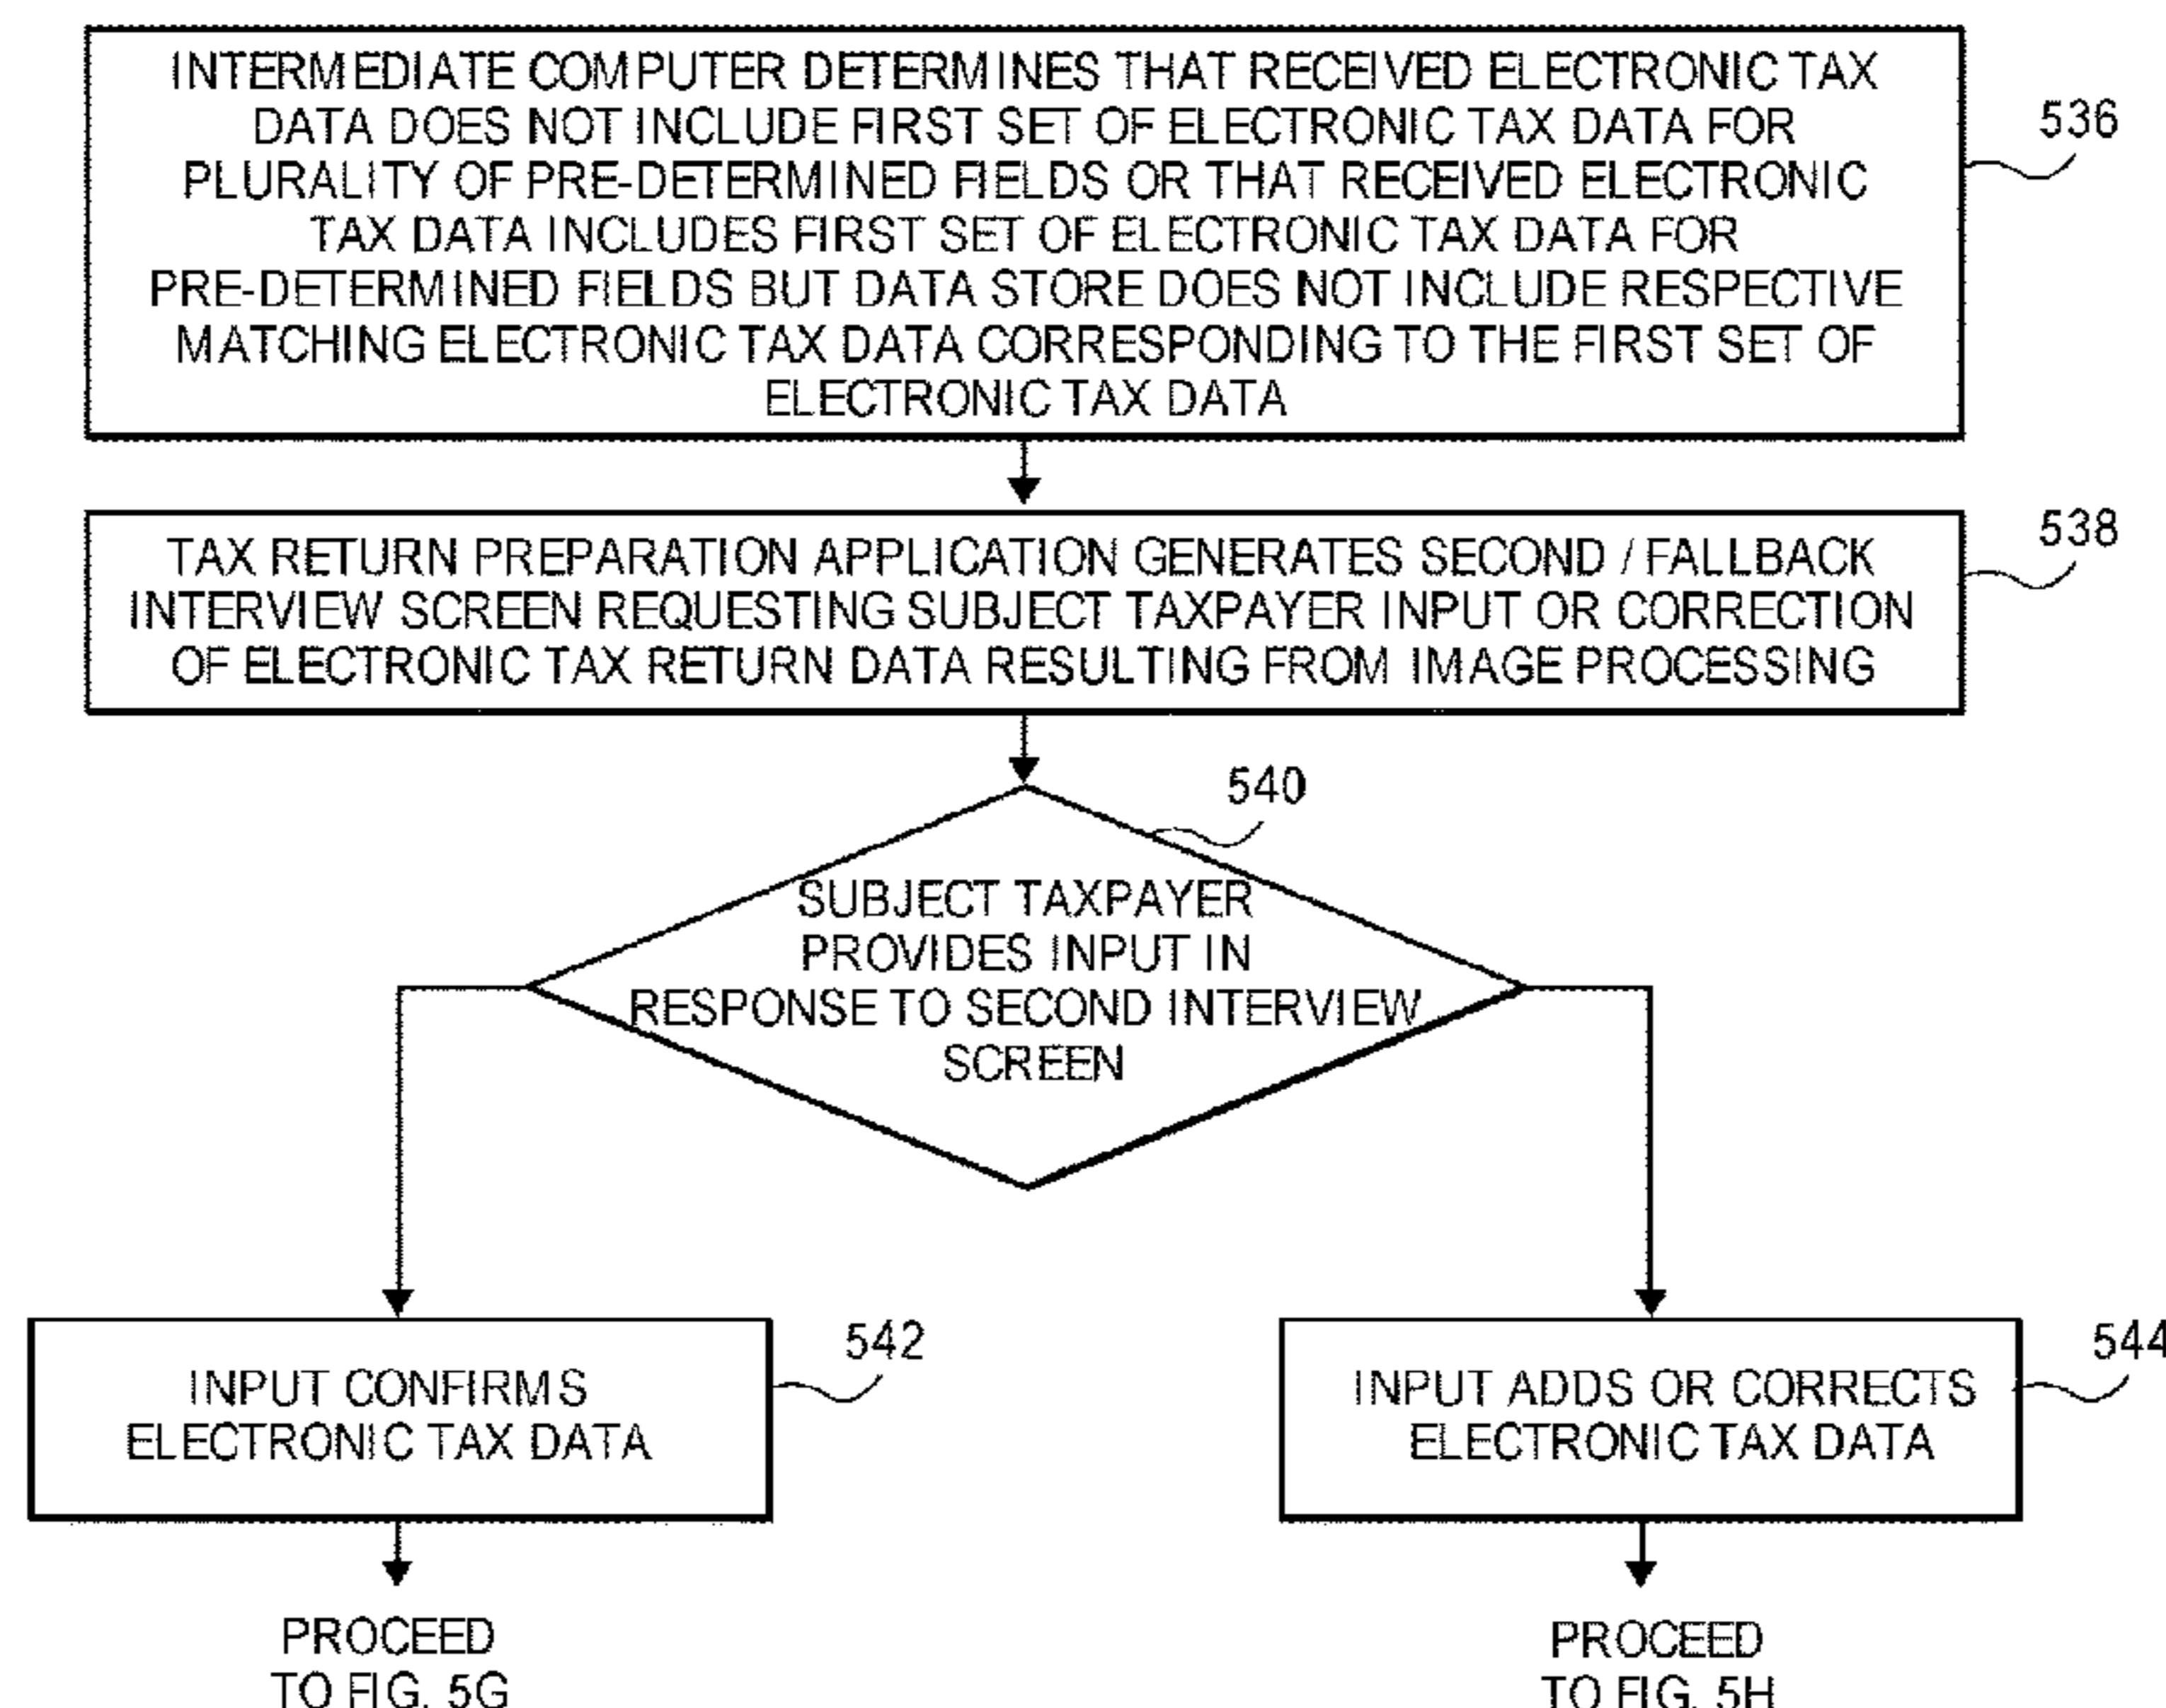 INTERMEDIATE COMPUTER DETERMINES THAT RECEIVED ELECTRONIC TAX
DATA DOES NOT INCLUDE FIRST SET OF ELECTRONIC TAX DATA FOR
PLURALITY OF PRE-DETERMINED FIELDS OR THAT RECEIVED ELECTRONIC
TAX DATA INCLUDES FIRST SET OF ELECTRONIC TAX DATA FOR
PRE-DETERMINED FIELDS BUT DATA STORE DOES NOT INCLUDE RESPECTIVE
MATCHING ELECTRONIC TAX DATA CORRESPONDING TO THE FIRST SET OF
ELECTRONIC TAX DATA
536
TAX RETURN PREPARATION APPLICATION GENERATES SECOND / FALLBACK
INTERVIEW SCREEN REQUESTING SUBJECT TAXPAYER INPUT OR CORRECTION
OF ELECTRONIC TAX RETURN DATA RESULTING FROM IMAGE PROCESSING
538
540
SUBJECT TAXPAYER
PROVIDES INPUT IN
RESPONSE TO SECOND INTERVIEW
SCREEN
INPUT CONFIRMS
ELECTRONIC TAX DATA
542
INPUT ADDS OR CORRECTS
ELECTRONIC TAX DATA
544
PROCEED
TO FIG. 5G
PROCEED
TO FIG. 5H